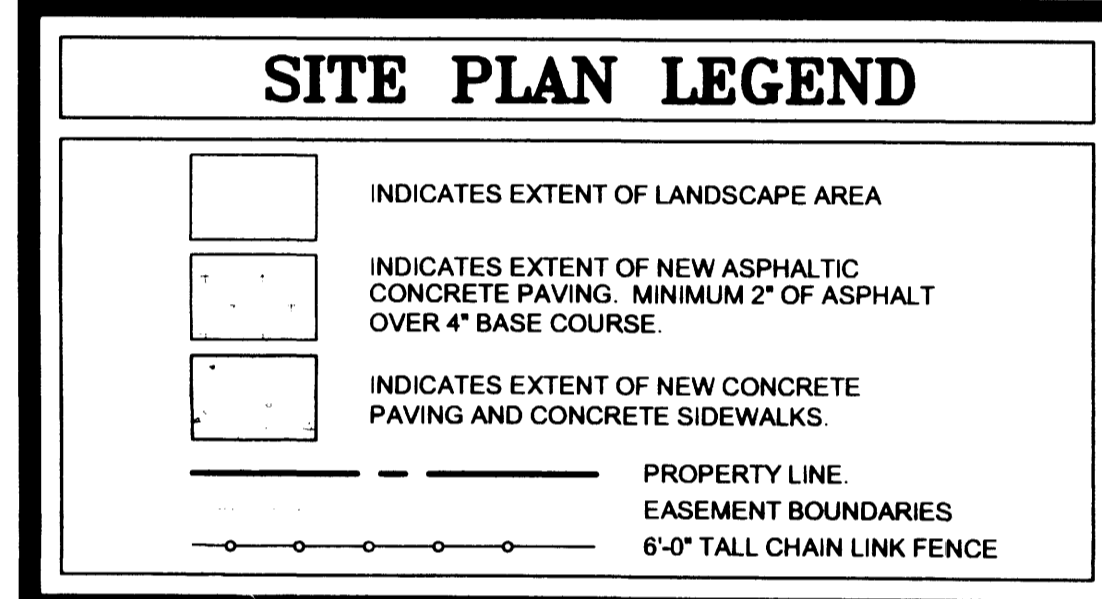 SITE PLAN LEGEND
INDICATES EXTENT OF LANDSCAPE AREA
INDICATES EXTENT OF NEW ASPHALTIC
CONCRETE PAVING. MINIMUM 2" OF ASPHALT
OVER 4" BASE COURSE.
INDICATES EXTENT OF NEW CONCRETE
PAVING AND CONCRETE SIDEWALKS.
PROPERTY LINE.
EASEMENT BOUNDARIES
6'-0" TALL CHAIN LINK FENCE